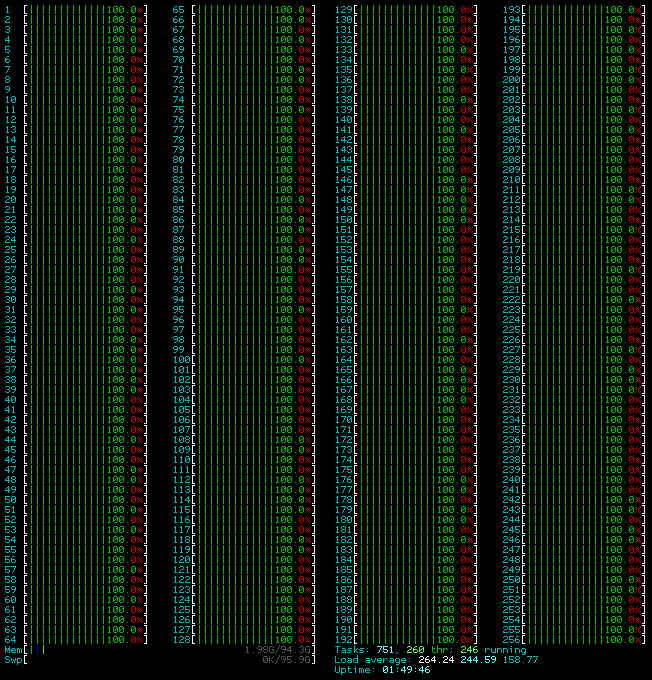 1 [100.0%] 65 [100.0%] 129[100.0%] 193[100.0%]
2 [100.0%] 66 [100.0%] 130[100.0%] 194[100.0%]
3 [100.0%] 67 [100.0%] 131[100.0%] 195[100.0%]
4 [100.0%] 68 [100.0%] 132[100.0%] 196[100.0%]
5 [100.0%] 69 [100.0%] 133[100.0%] 197[100.0%]
6 [100.0%] 70 [100.0%] 134[100.0%] 198[100.0%]
7 [100.0%] 71 [100.0%] 135[100.0%] 199[100.0%]
8 [100.0%] 72 [100.0%] 136[100.0%] 200[100.0%]
9 [100.0%] 73 [100.0%] 137[100.0%] 201[100.0%]
10 [100.0%] 74 [100.0%] 138[100.0%] 202[100.0%]
11 [100.0%] 75 [100.0%] 139[100.0%] 203[100.0%]
12 [100.0%] 76 [100.0%] 140[100.0%] 204[100.0%]
13 [100.0%] 77 [100.0%] 141[100.0%] 205[100.0%]
14 [100.0%] 78 [100.0%] 142[100.0%] 206[100.0%]
15 [100.0%] 79 [100.0%] 143[100.0%] 207[100.0%]
16 [100.0%] 80 [100.0%] 144[100.0%] 208[100.0%]
17 [100.0%] 81 [100.0%] 145[100.0%] 209[100.0%]
18 [100.0%] 82 [100.0%] 146[100.0%] 210[100.0%]
19 [100.0%] 83 [100.0%] 147[100.0%] 211[100.0%]
20 [100.0%] 84 [100.0%] 148[100.0%] 212[100.0%]
21 [100.0%] 85 [100.0%] 149[100.0%] 213[100.0%]
22 [100.0%] 86 [100.0%] 150[100.0%] 214[100.0%]
23 [100.0%] 87 [100.0%] 151[100.0%] 215[100.0%]
24 [100.0%] 88 [100.0%] 152[100.0%] 216[100.0%]
25 [100.0%] 89 [100.0%] 153[100.0%] 217[100.0%]
26 [100.0%] 90 [100.0%] 154[100.0%] 218[100.0%]
27 [100.0%] 91 [100.0%] 155[100.0%] 219[100.0%]
28 [100.0%] 92 [100.0%] 156[100.0%] 220[100.0%]
29 [100.0%] 93 [100.0%] 157[100.0%] 221[100.0%]
30 [100.0%] 94 [100.0%] 158[100.0%] 222[100.0%]
31 [100.0%] 95 [100.0%] 159[100.0%] 223[100.0%]
32 [100.0%] 96 [100.0%] 160[100.0%] 224[100.0%]
33 [100.0%] 97 [100.0%] 161[100.0%] 225[100.0%]
34 [100.0%] 98 [100.0%] 162[100.0%] 226[100.0%]
35 [100.0%] 99 [100.0%] 163[100.0%] 227[100.0%]
36 [100.0%] 100[100.0%] 164[100.0%] 228[100.0%]
37 [100.0%] 101[100.0%] 165[100.0%] 229[100.0%]
38 [100.0%] 102[100.0%] 166[100.0%] 230[100.0%]
39 [100.0%] 103[100.0%] 167[100.0%] 231[100.0%]
40 [100.0%] 104[100.0%] 168[100.0%] 232[100.0%]
41 [100.0%] 105[100.0%] 169[100.0%] 233[100.0%]
42 [100.0%] 106[100.0%] 170[100.0%] 234[100.0%]
43 [100.0%] 107[100.0%] 171[100.0%] 235[100.0%]
44 [100.0%] 108[100.0%] 172[100.0%] 236[100.0%]
45 [100.0%] 109[100.0%] 173[100.0%] 237[100.0%]
46 [100.0%] 110[100.0%] 174[100.0%] 238[100.0%]
47 [100.0%] 111[100.0%] 175[100.0%] 239[100.0%]
48 [100.0%] 112[100.0%] 176[100.0%] 240[100.0%]
49 [100.0%] 113[100.0%] 177[100.0%] 241[100.0%]
50 [100.0%] 114[100.0%] 178[100.0%] 242[100.0%]
51 [100.0%] 115[100.0%] 179[100.0%] 243[100.0%]
52 [100.0%] 116[100.0%] 180[100.0%] 244[100.0%]
53 [100.0%] 117[100.0%] 181[100.0%] 245[100.0%]
54 [100.0%] 118[100.0%] 182[100.0%] 246[100.0%]
55 [100.0%] 119[100.0%] 183[100.0%] 247[100.0%]
56 [100.0%] 120[100.0%] 184[100.0%] 248[100.0%]
57 [100.0%] 121[100.0%] 185[100.0%] 249[100.0%]
58 [100.0%] 122[100.0%] 186[100.0%] 250[100.0%]
59 [100.0%] 123[100.0%] 187[100.0%] 251[100.0%]
60 [100.0%] 124[100.0%] 188[100.0%] 252[100.0%]
61 [100.0%] 125[100.0%] 189[100.0%] 253[100.0%]
62 [100.0%] 126[100.0%] 190[100.0%] 254[100.0%]
63 [100.0%] 127[100.0%] 191[100.0%] 255[100.0%]
64 [100.0%] 128[100.0%] 192[100.0%] 256[100.0%]
Mem[|| 1.98G/94.3G] Tasks: 751, 260 thr; 246 running
Swp[ 0K/95.9G] Load average: 264.24 244.59 158.77
Uptime: 01:49:46